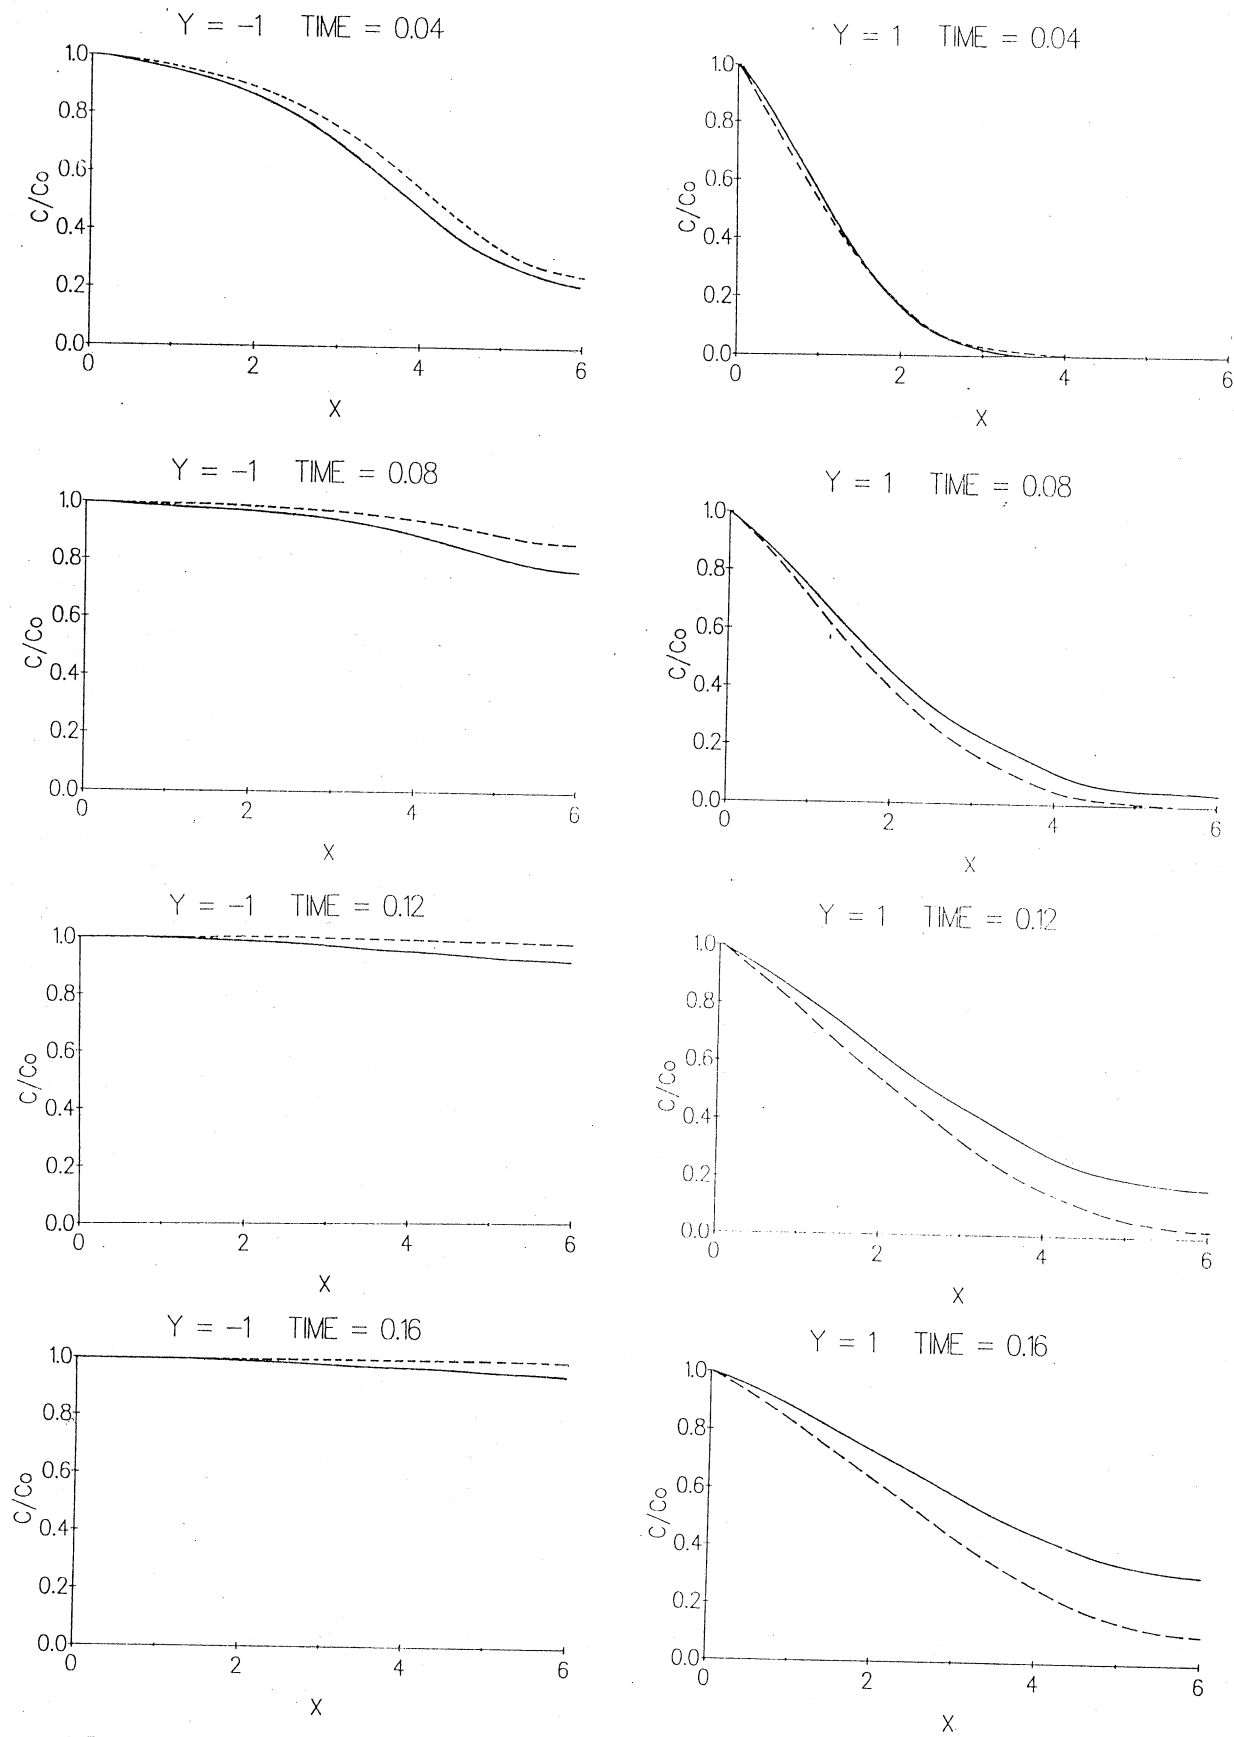 Y = −1 TIME = 0.04
1.0
0.8
0.6
0.4
0.2
0.0
C/Co
0 2 4 6
X
Y = 1 TIME = 0.04
1.0
0.8
0.6
0.4
0.2
0.0
C/Co
0 2 4 6
X
Y = −1 TIME = 0.08
1.0
0.8
0.6
0.4
0.2
0.0
C/Co
0 2 4 6
X
Y = 1 TIME = 0.08
1.0
0.8
0.6
0.4
0.2
0.0
C/Co
0 2 4 6
X
Y = −1 TIME = 0.12
1.0
0.8
0.6
0.4
0.2
0.0
C/Co
0 2 4 6
X
Y = 1 TIME = 0.12
1.0
0.8
0.6
0.4
0.2
0.0
C/Co
0 2 4 6
X
Y = −1 TIME = 0.16
1.0
0.8
0.6
0.4
0.2
0.0
C/Co
0 2 4 6
X
Y = 1 TIME = 0.16
1.0
0.8
0.6
0.4
0.2
0.0
C/Co
0 2 4 6
X